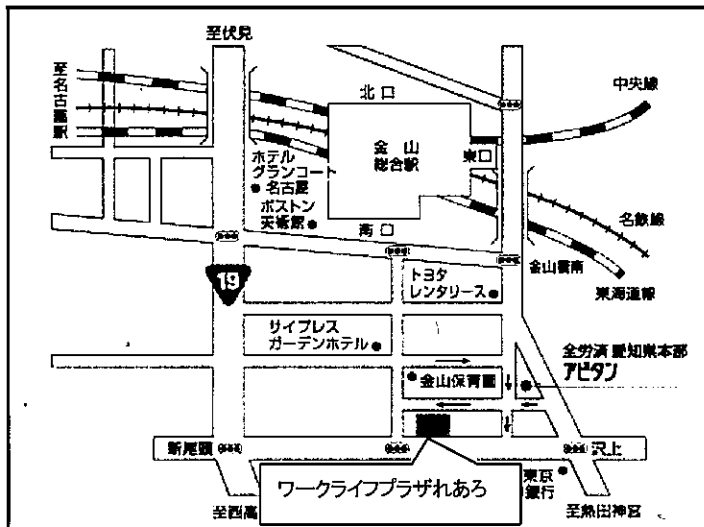 至伏見
至名古屋駅
北口
中央線
金山
総合駅
東口
ホテル
グランコート
名古屋
ボストン
美術館
南口
名鉄線
金山雲南
東海道線
19
トヨタ
レンタリース
サイプレス
ガーデンホテル
全労済 愛知県本部
アピタン
金山保育園
新尾頭
沢上
ワークライフプラザれあろ
東京
銀行
至西高
至熱田神宮